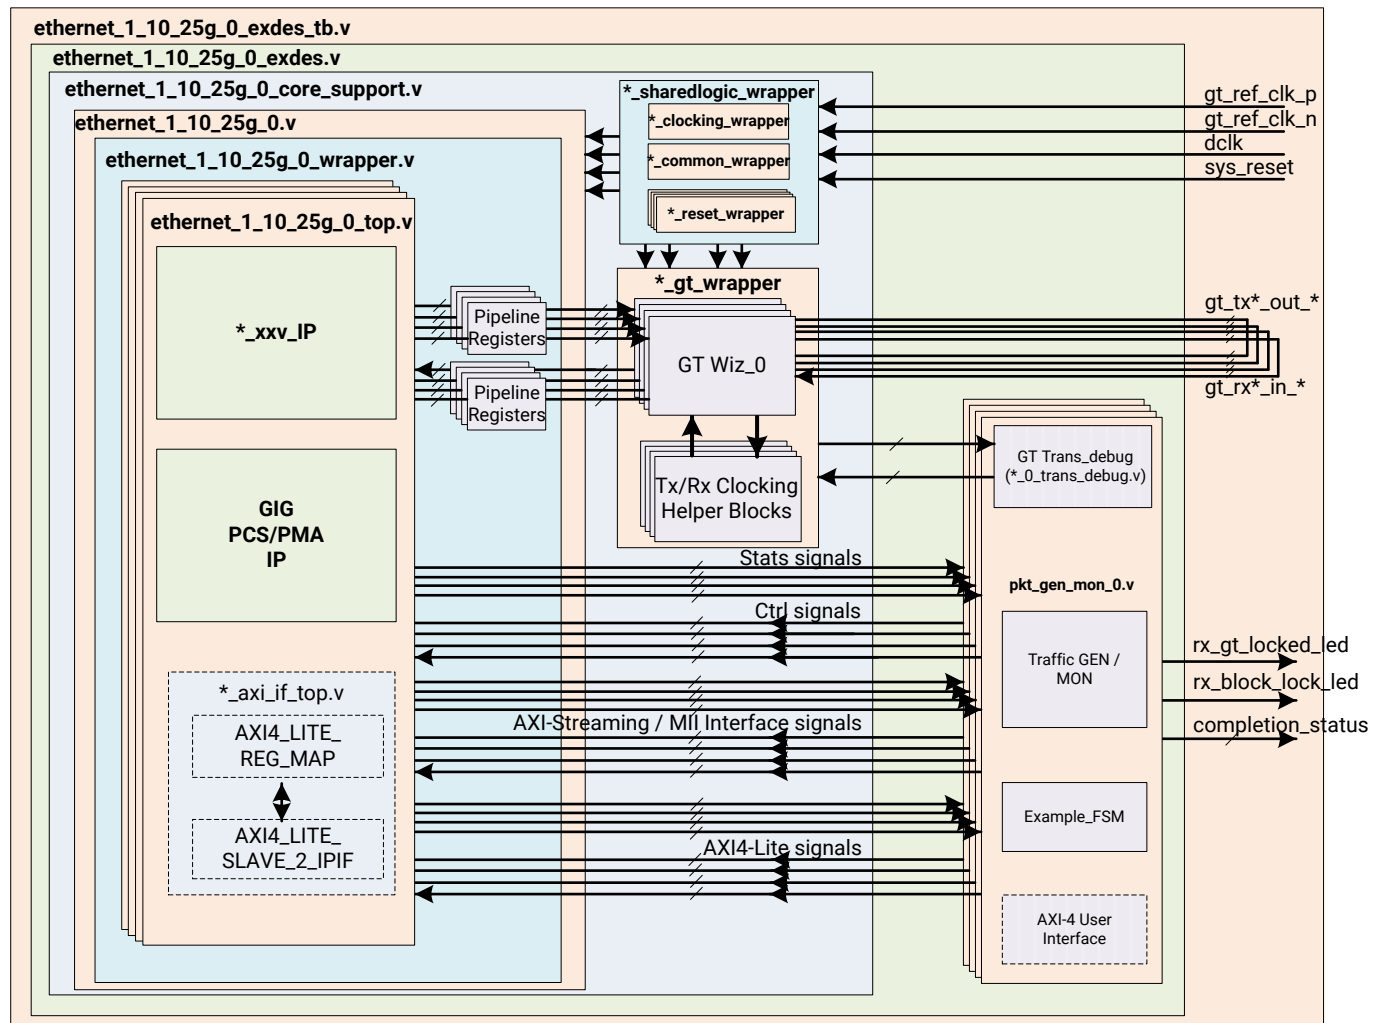 ethernet_1_10_25g_0_exdes_tb.v
ethernet_1_10_25g_0_exdes.v
ethernet_1_10_25g_0_core_support.v
ethernet_1_10_25g_0.v
ethernet_1_10_25g_0_wrapper.v
ethernet_1_10_25g_0_top.v
*_xxv_IP
GIG
PCS/PMA
IP
*_axi_if_top.v
AXI4_LITE_
REG_MAP
AXI4_LITE_
SLAVE_2_IPIF
Pipeline
Registers
Pipeline
Registers
*_sharedlogic_wrapper
*_clocking_wrapper
*_common_wrapper
*_reset_wrapper
*_gt_wrapper
GT Wiz_0
Tx/Rx Clocking
Helper Blocks
Stats signals
Ctrl signals
AXI-Streaming / MII Interface signals
AXI4-Lite signals
gt_ref_clk_p
gt_ref_clk_n
dclk
sys_reset
gt_tx*_out_*
gt_rx*_in_*
GT Trans_debug
(*_0_trans_debug.v)
pkt_gen_mon_0.v
Traffic GEN /
MON
Example_FSM
AXI-4 User
Interface
rx_gt_locked_led
rx_block_lock_led
completion_status